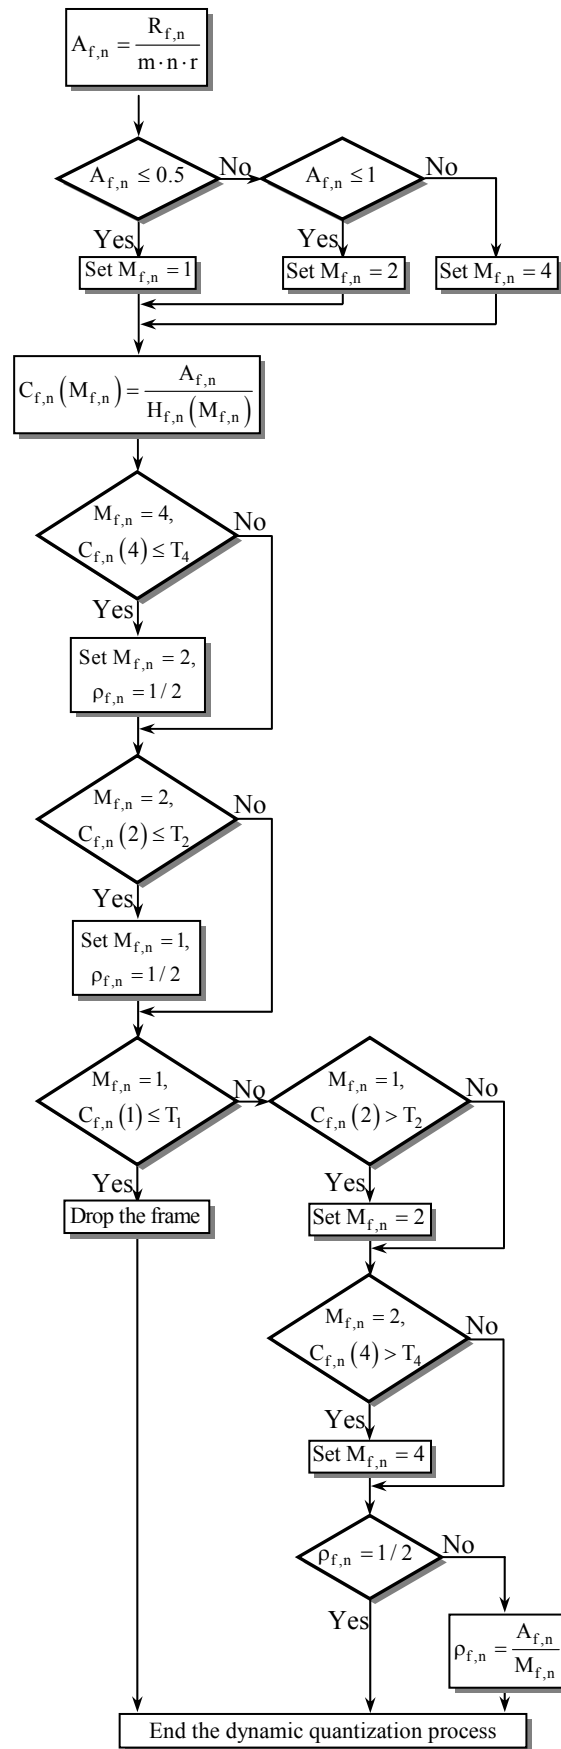 A_{f,n} = \frac{R_{f,n}}{m·n·r}
A_{f,n} ≤ 0.5
No
A_{f,n} ≤ 1
No
Yes
Yes
Set M_{f,n} = 1
Set M_{f,n} = 2
Set M_{f,n} = 4
C_{f,n}(M_{f,n}) = \frac{A_{f,n}}{H_{f,n}(M_{f,n})}
M_{f,n} = 4,
No
C_{f,n}(4) ≤ T_4
Yes
Set M_{f,n} = 2,
ρ_{f,n} = 1/2
M_{f,n} = 2,
No
C_{f,n}(2) ≤ T_2
Yes
Set M_{f,n} = 1,
ρ_{f,n} = 1/2
M_{f,n} = 1,
C_{f,n}(1) ≤ T_1
No
M_{f,n} = 1,
C_{f,n}(2) > T_2
No
Yes
Drop the frame
Yes
Set M_{f,n} = 2
M_{f,n} = 2,
C_{f,n}(4) > T_4
No
Yes
Set M_{f,n} = 4
ρ_{f,n} = 1/2
No
Yes
ρ_{f,n} = \frac{A_{f,n}}{M_{f,n}}
End the dynamic quantization process